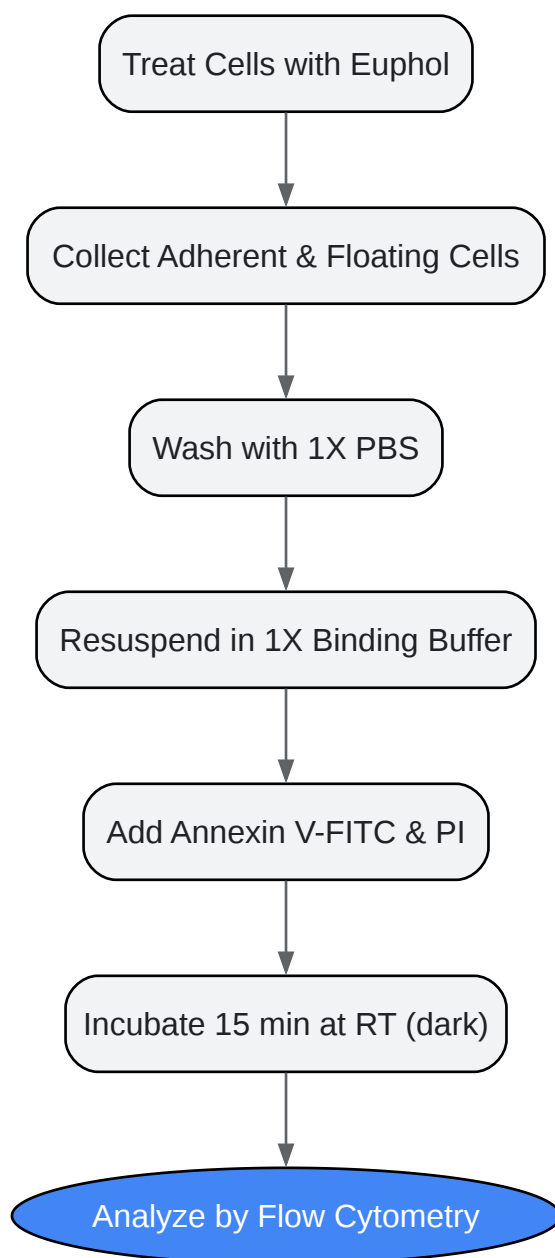 Treat Cells with Euphol
Collect Adherent & Floating Cells
Wash with 1X PBS
Resuspend in 1X Binding Buffer
Add Annexin V-FITC & PI
Incubate 15 min at RT (dark)
Analyze by Flow Cytometry